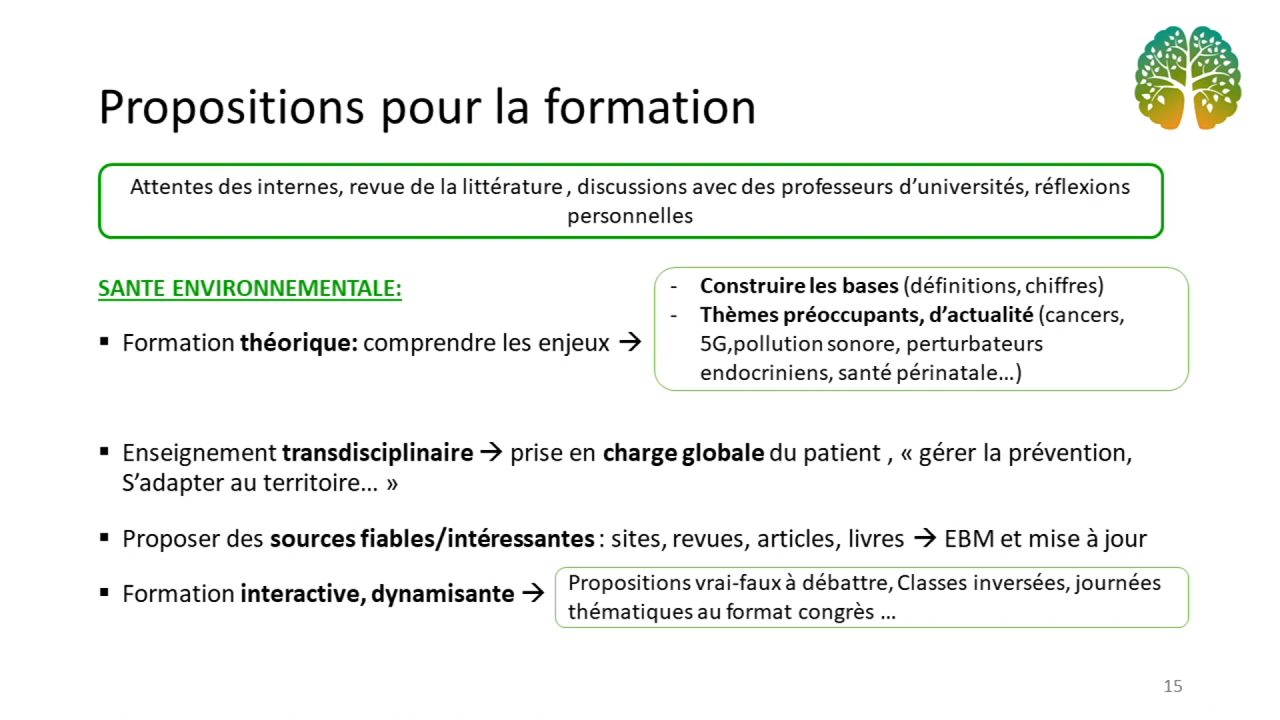 Propositions pour la formation
Attentes des internes, revue de la littérature , discussions avec des professeurs d’universités, réflexions
personnelles
SANTE ENVIRONNEMENTALE:
▪ Formation théorique: comprendre les enjeux →
- Construire les bases (définitions, chiffres)
- Thèmes préoccupants, d’actualité (cancers,
5G,pollution sonore, perturbateurs
endocriniens, santé périnatale…)
▪ Enseignement transdisciplinaire → prise en charge globale du patient , « gérer la prévention,
S’adapter au territoire… »
▪ Proposer des sources fiables/intéressantes : sites, revues, articles, livres → EBM et mise à jour
▪ Formation interactive, dynamisante →
Propositions vrai-faux à débattre, Classes inversées, journées
thématiques au format congrès …
15